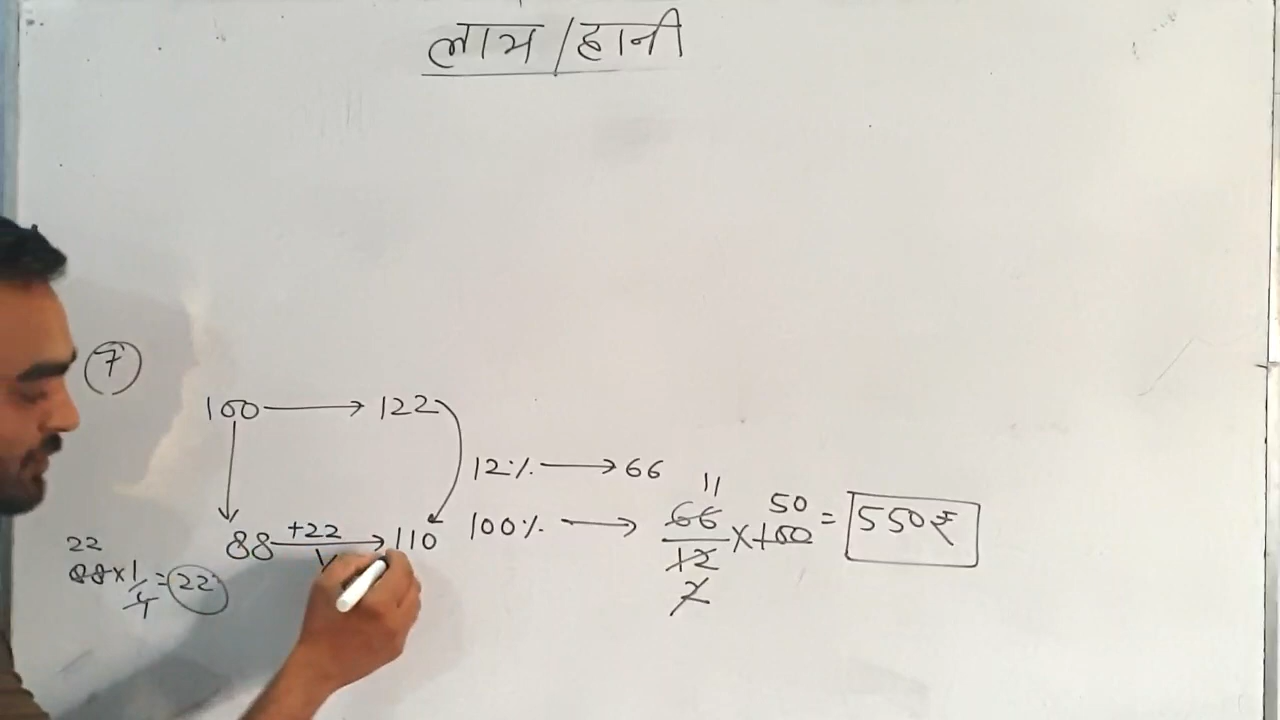 लाभ/हानी
7
100 → 122
12% → 66
88 +22 → 110
100% → 66/12 × 100 = 550₹
11
50
2
22
88 × 1/4 = 22